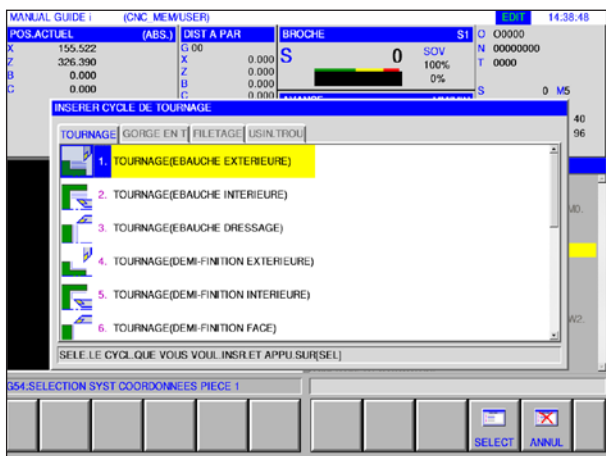 MANUAL GUIDE i (CNC_MEM/USER) EDIT 14:38:48
POS.ACTUEL (ABS.) DIST A PAR BROCHE S1 O O0000
X 155.522 G 00 S 0 SOV N 00000000
Z 326.390 X 0.000 100% T 0000
B 0.000 Z 0.000 0%
C 0.000 B 0.000 S 0 M5
C 0.000
INSERER CYCLE DE TOURNAGE
40
TOURNAGE GORGE EN T FILETAGE USIN.TROU
96
1. TOURNAGE(EBAUCHE EXTERIEURE)
2. TOURNAGE(EBAUCHE INTERIEURE)
M0.
3. TOURNAGE(EBAUCHE DRESSAGE)
4. TOURNAGE(DEMI-FINITION EXTERIEURE)
5. TOURNAGE(DEMI-FINITION INTERIEURE)
W2.
6. TOURNAGE(DEMI-FINITION FACE)
SELE.LE CYCL.QUE VOUS VOUL.INSR.ET APPU.SUR[SEL]
G54:SELECTION SYST COORDONNEES PIECE 1
SELECT ANNUL